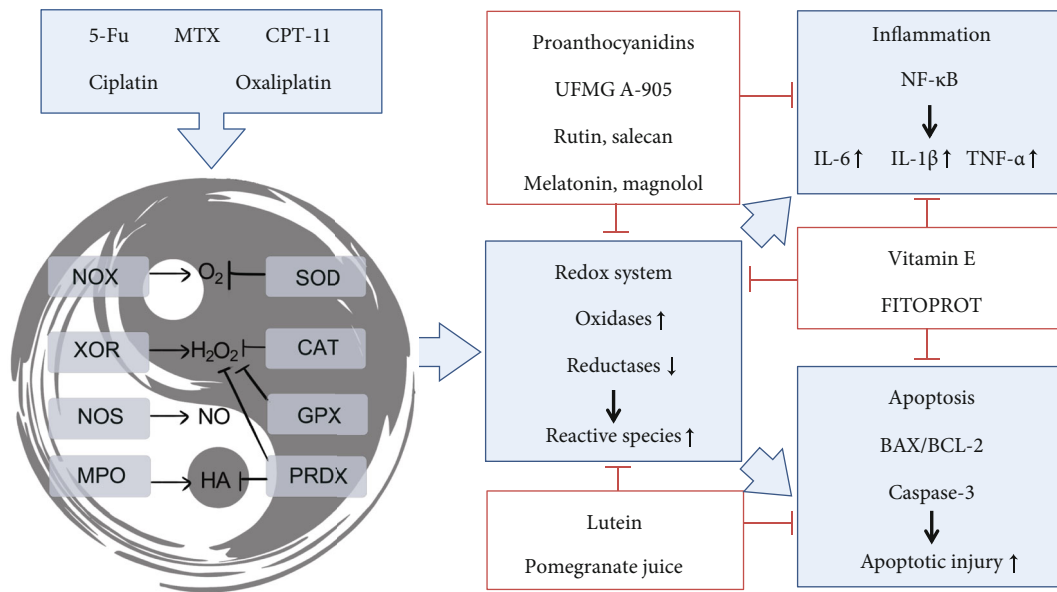 5-Fu MTX CPT-11
Ciplatin Oxaliplatin
NOX O₂ SOD
XOR H₂O₂ CAT
NOS NO GPX
MPO HA PRDX
Proanthocyanidins
UFMG A-905
Rutin, salecan
Melatonin, magnolol
Redox system
Oxidases ↑
Reductases ↓
Reactive species ↑
Lutein
Pomegranate juice
Inflammation
NF-κB
IL-6 ↑ IL-1β ↑ TNF-α ↑
Vitamin E
FITOPROT
Apoptosis
BAX/BCL-2
Caspase-3
Apoptotic injury ↑